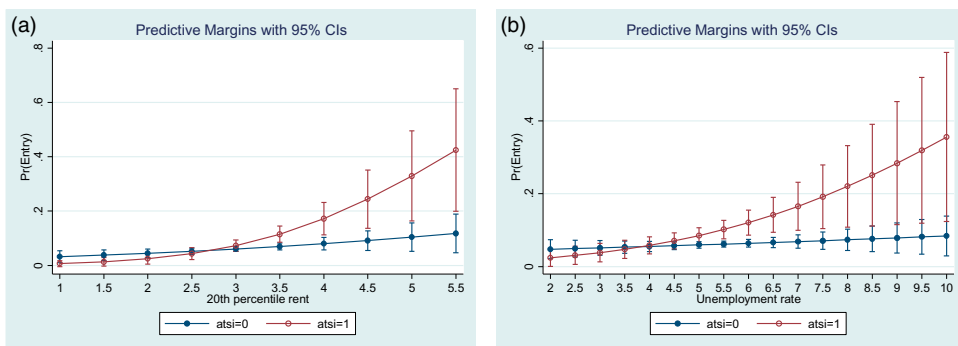 (a)
Predictive Margins with 95% CIs
Pr(Entry)
.8
.6
.4
.2
0
1 1.5 2 2.5 3 3.5 4 4.5 5 5.5
20th percentile rent
atsi=0 atsi=1
(b)
Predictive Margins with 95% CIs
Pr(Entry)
.6
.4
.2
0
2 2.5 3 3.5 4 4.5 5 5.5 6 6.5 7 7.5 8 8.5 9 9.5 10
Unemployment rate
atsi=0 atsi=1